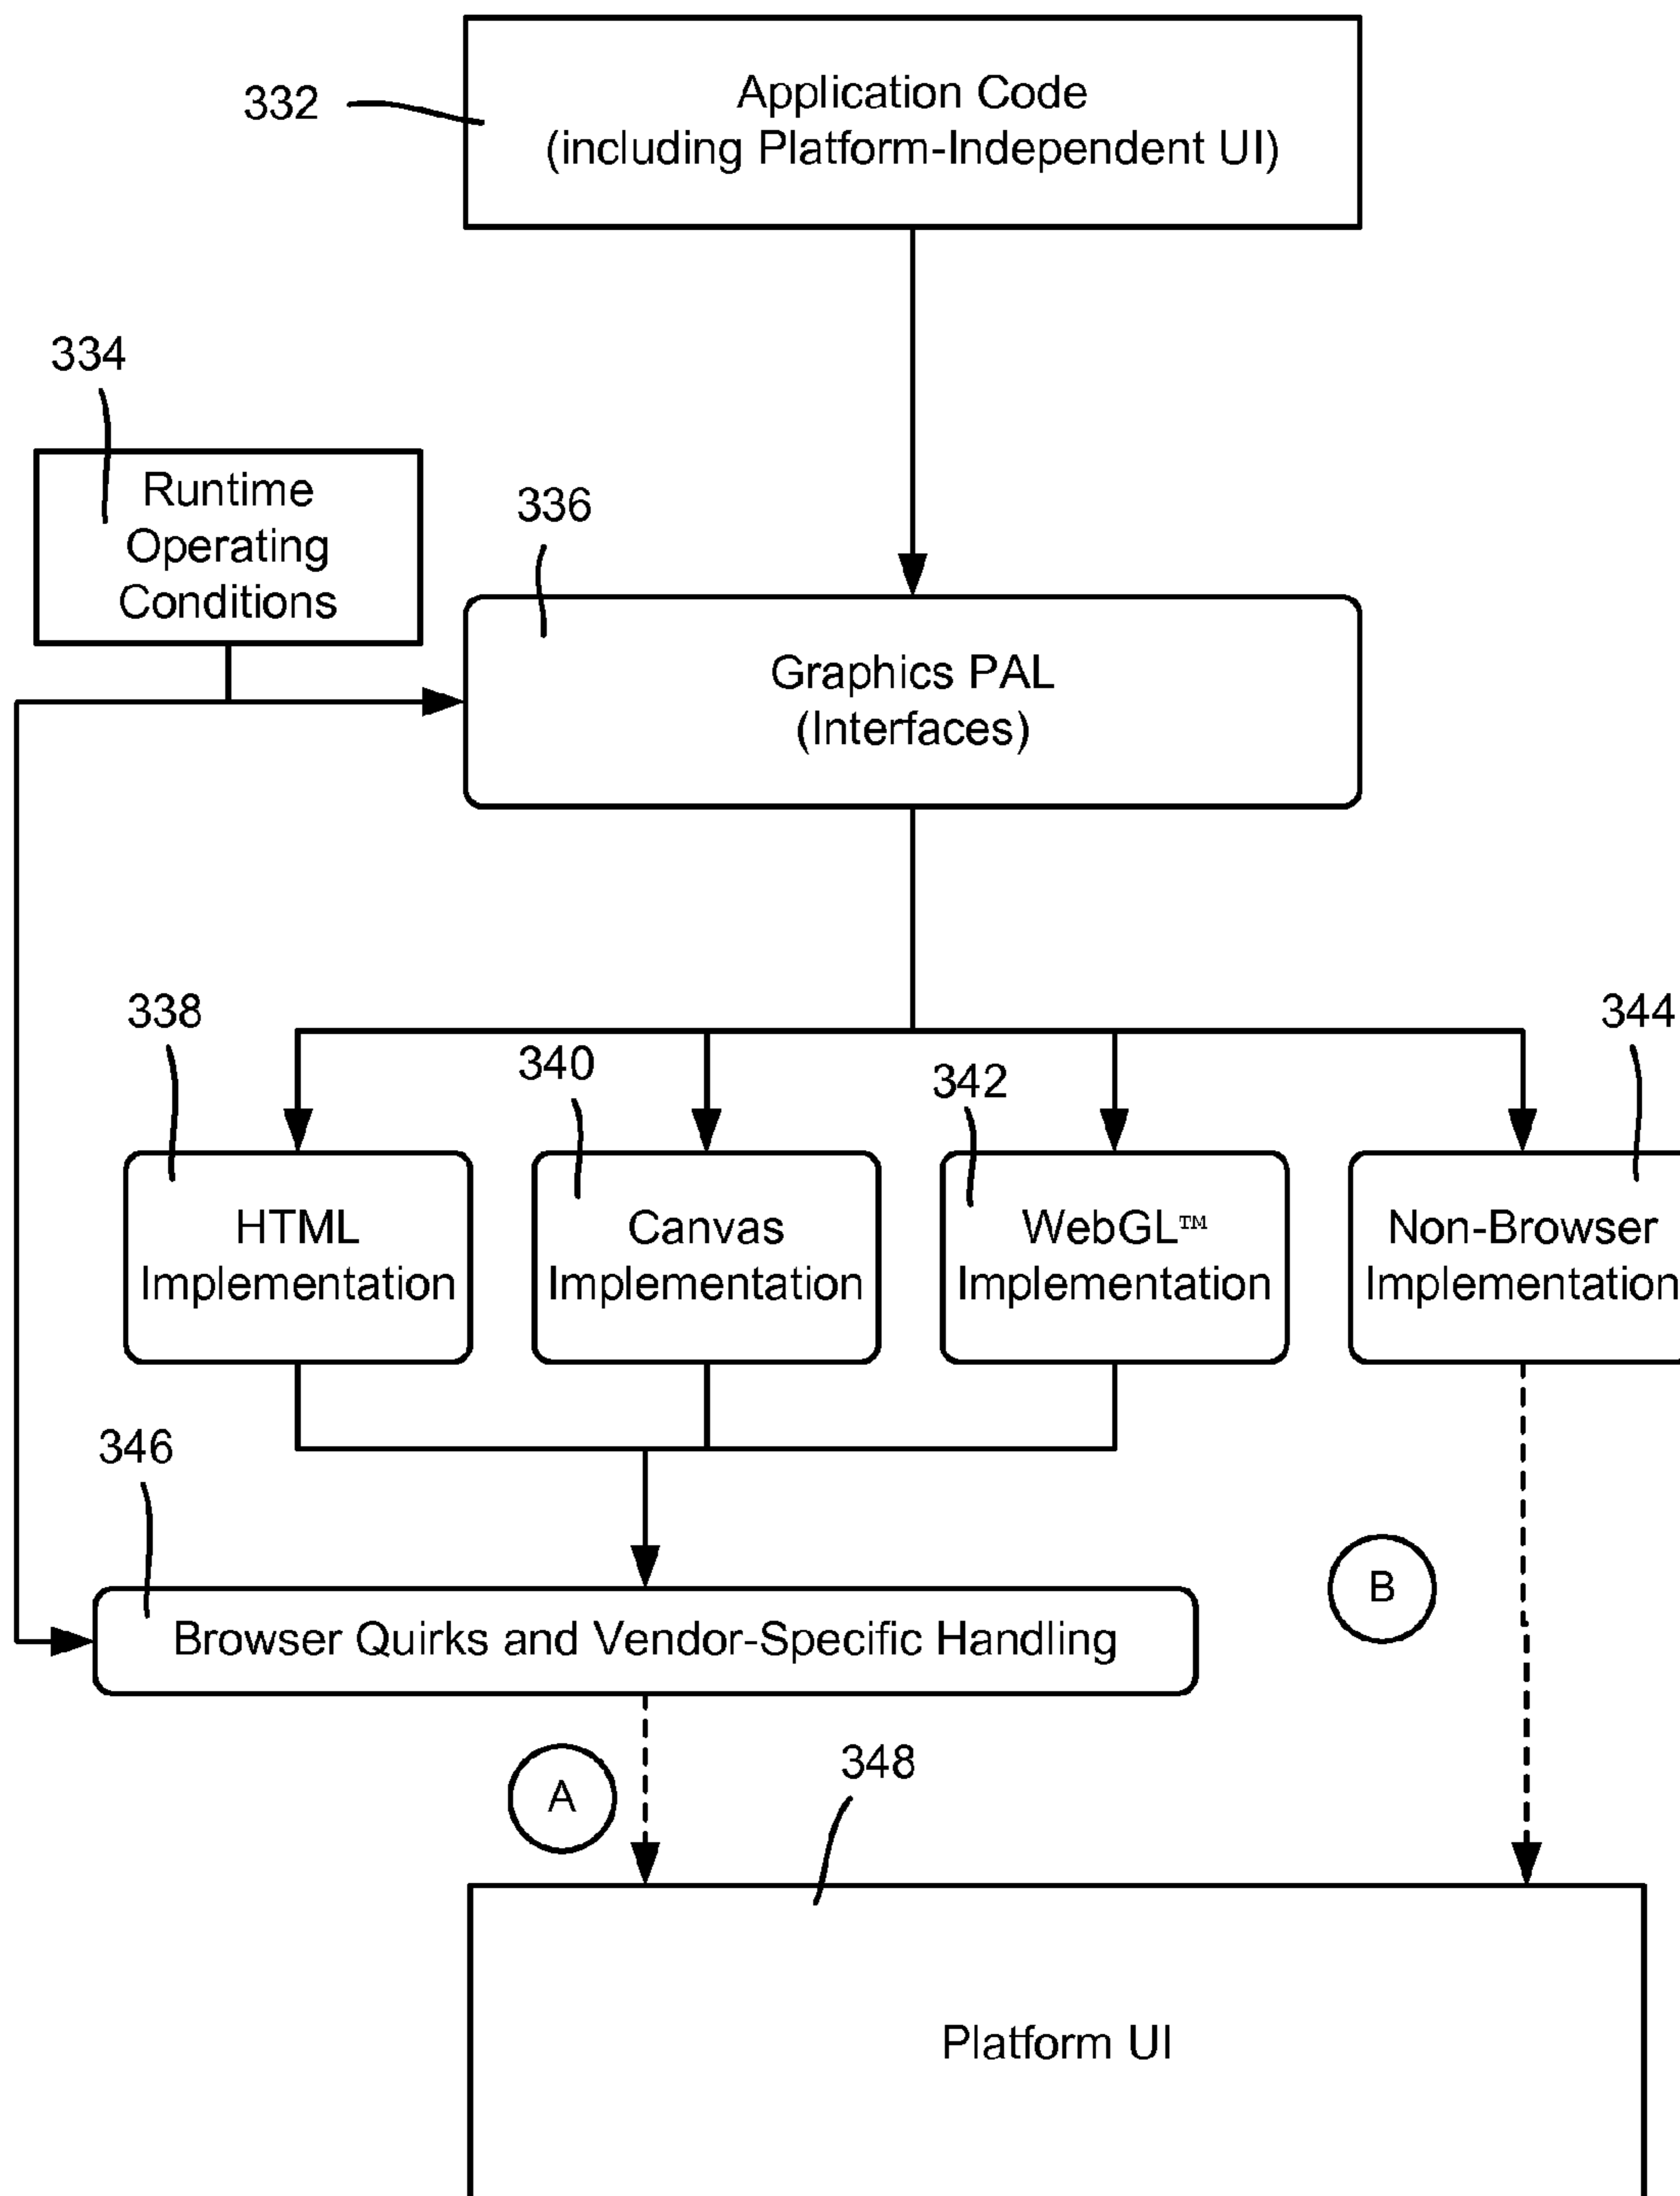 332
Application Code
(including Platform-Independent UI)
334
Runtime
Operating
Conditions
336
Graphics PAL
(Interfaces)
338
340
342
344
HTML
Implementation
Canvas
Implementation
WebGL™
Implementation
Non-Browser
Implementation
346
Browser Quirks and Vendor-Specific Handling
B
A
348
Platform UI